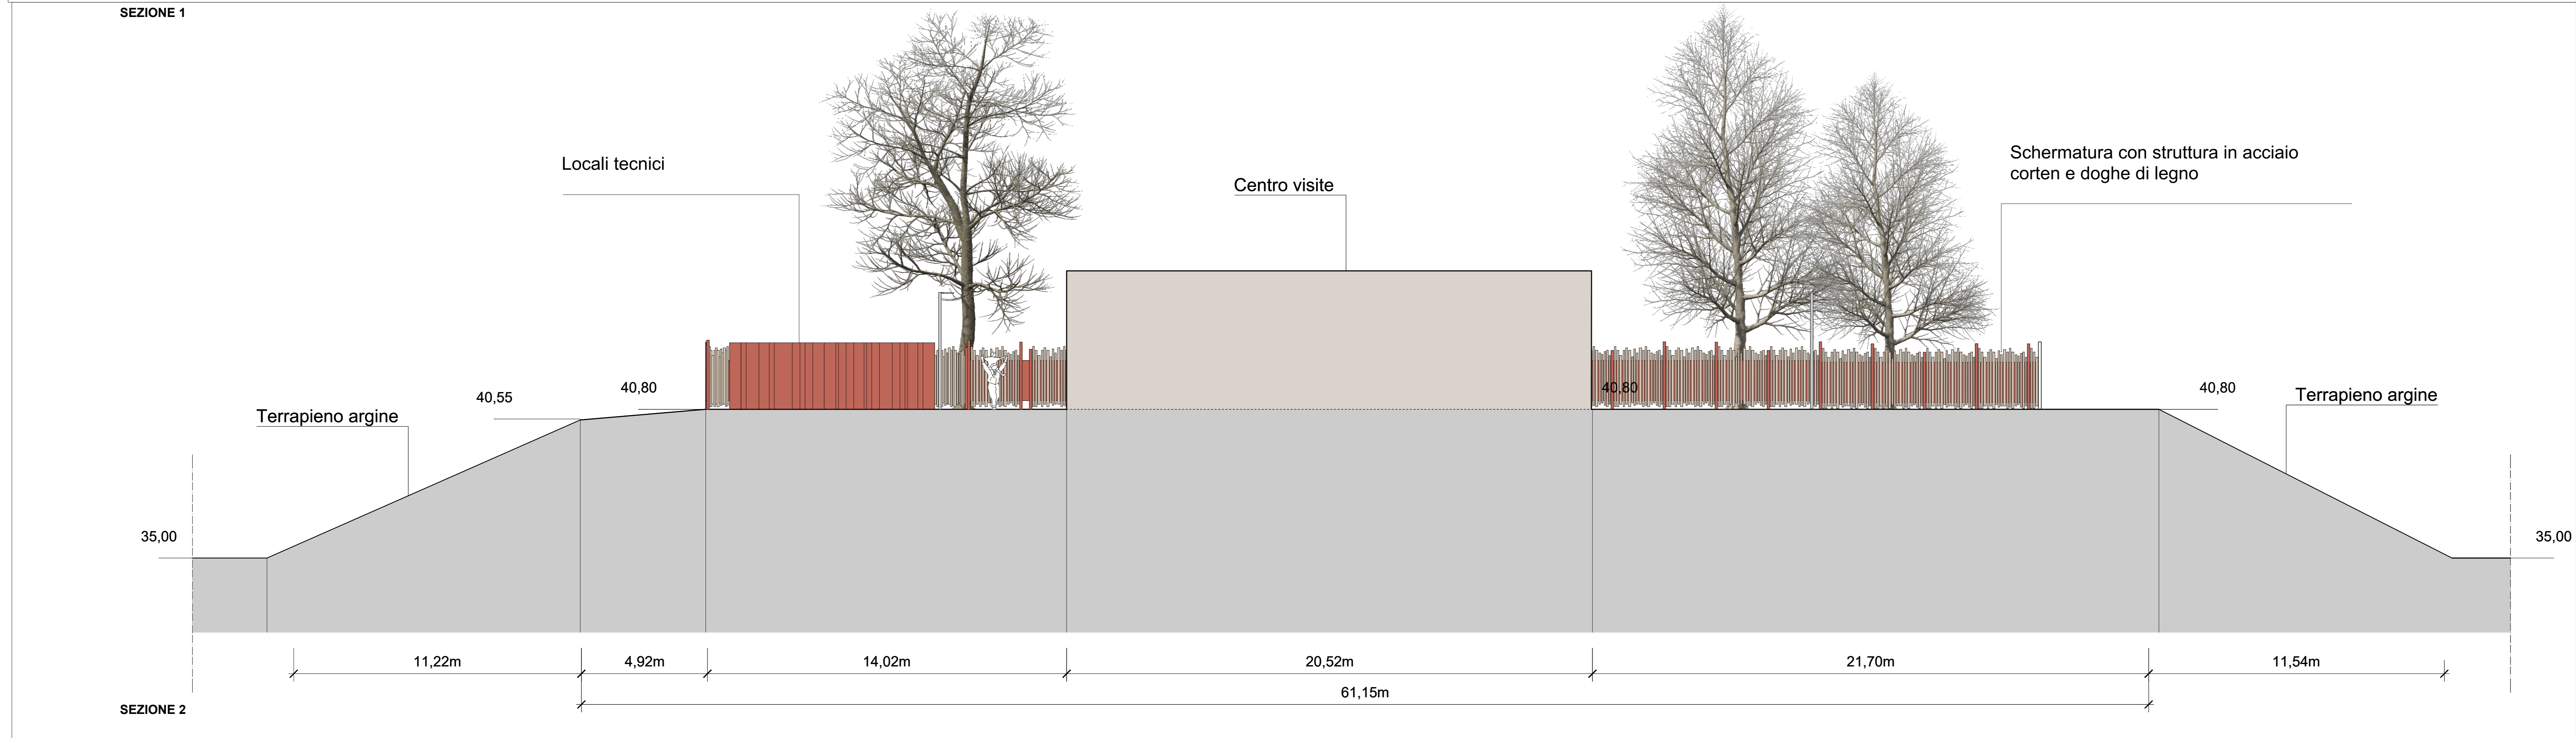 SEZIONE 1
Locali tecnici
Centro visite
Schermatura con struttura in acciaio
corten e doghe di legno
Terrapieno argine
40,55
40,80
40,80
40,80
Terrapieno argine
35,00
35,00
11,22m
4,92m
14,02m
20,52m
21,70m
11,54m
61,15m
SEZIONE 2